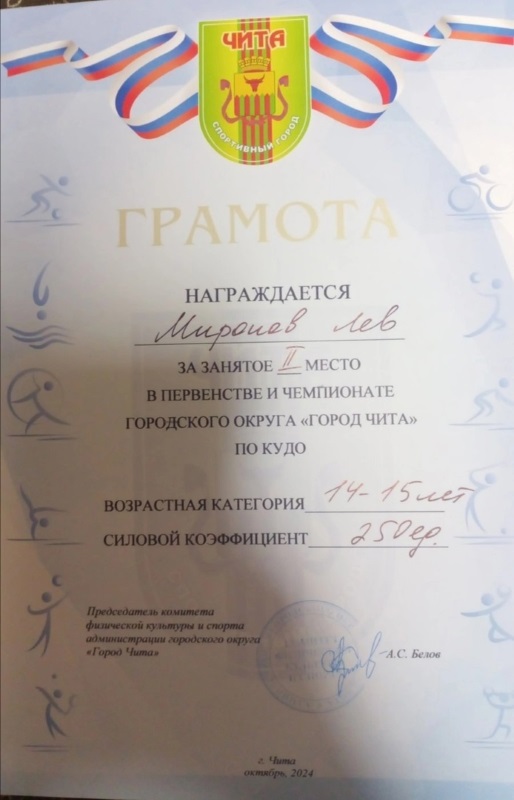 ЧИТА
СПОРТИВНЫЙ ГОРОД
ГРАМОТА
НАГРАЖДАЕТСЯ
Миронов Лев
ЗА ЗАНЯТОЕ II МЕСТО
В ПЕРВЕНСТВЕ И ЧЕМПИОНАТЕ
ГОРОДСКОГО ОКРУГА «ГОРОД ЧИТА»
ПО КУДО
ВОЗРАСТНАЯ КАТЕГОРИЯ 14-15 лет
СИЛОВОЙ КОЭФФИЦИЕНТ 250 ед.
Председатель комитета
физической культуры и спорта
администрации городского округа
«Город Чита»
А.С. Белов
г. Чита
октябрь, 2024